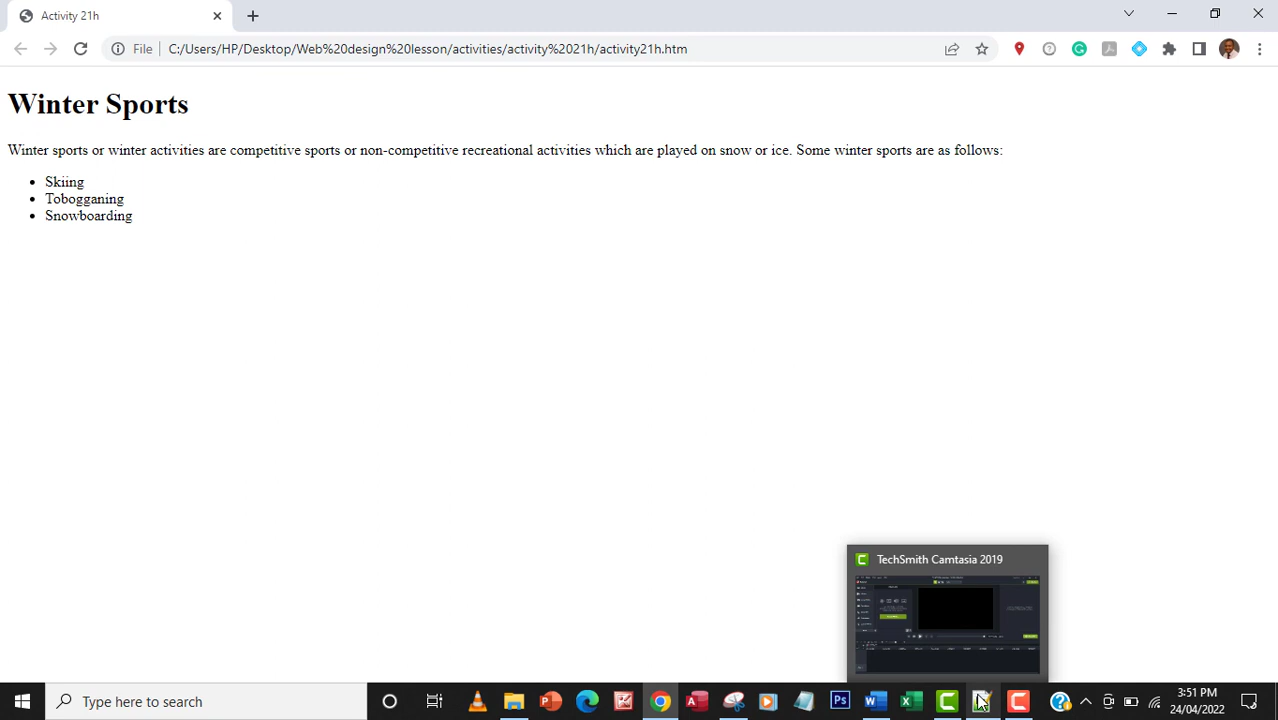 Activity 21h
File
C:/Users/HP/Desktop/Web%20design%20lesson/activities/activity%2021h/activity21h.htm
Winter Sports
Winter sports or winter activities are competitive sports or non-competitive recreational activities which are played on snow or ice. Some winter sports are as follows:
• Skiing
• Tobogganing
• Snowboarding
TechSmith Camtasia 2019
Type here to search
3:51 PM
24/04/2022